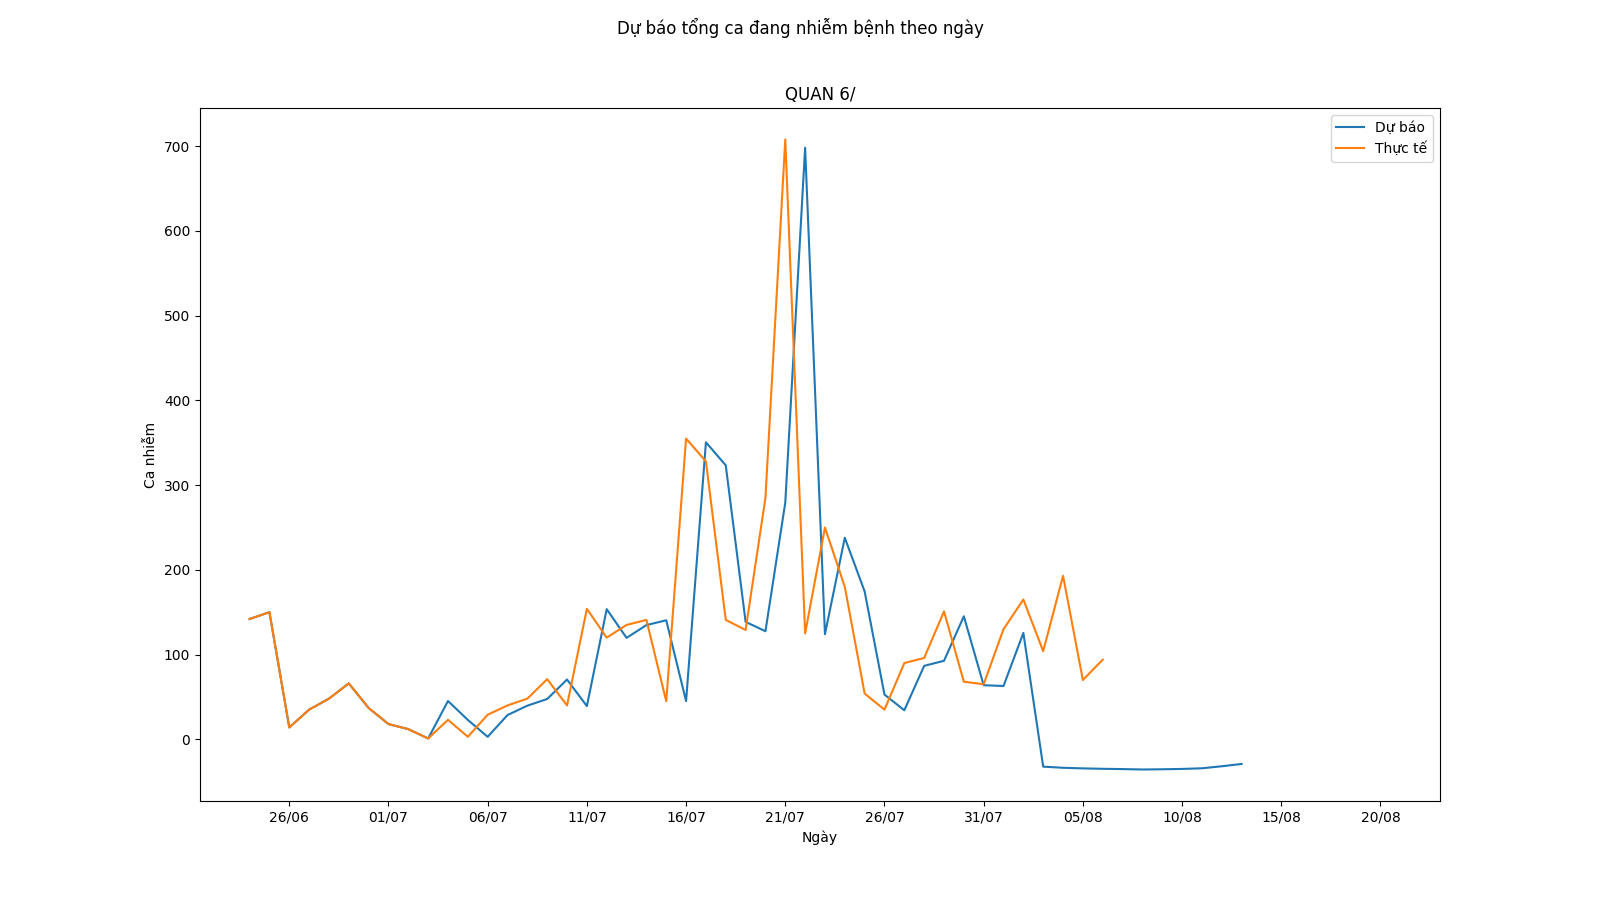 Dự báo tổng ca đang nhiễm bệnh theo ngày
QUAN 6/
Dự báo
Thực tế
700
600
500
400
300
200
100
0
Ca nhiễm
26/06 01/07 06/07 11/07 16/07 21/07 26/07 31/07 05/08 10/08 15/08 20/08
Ngày